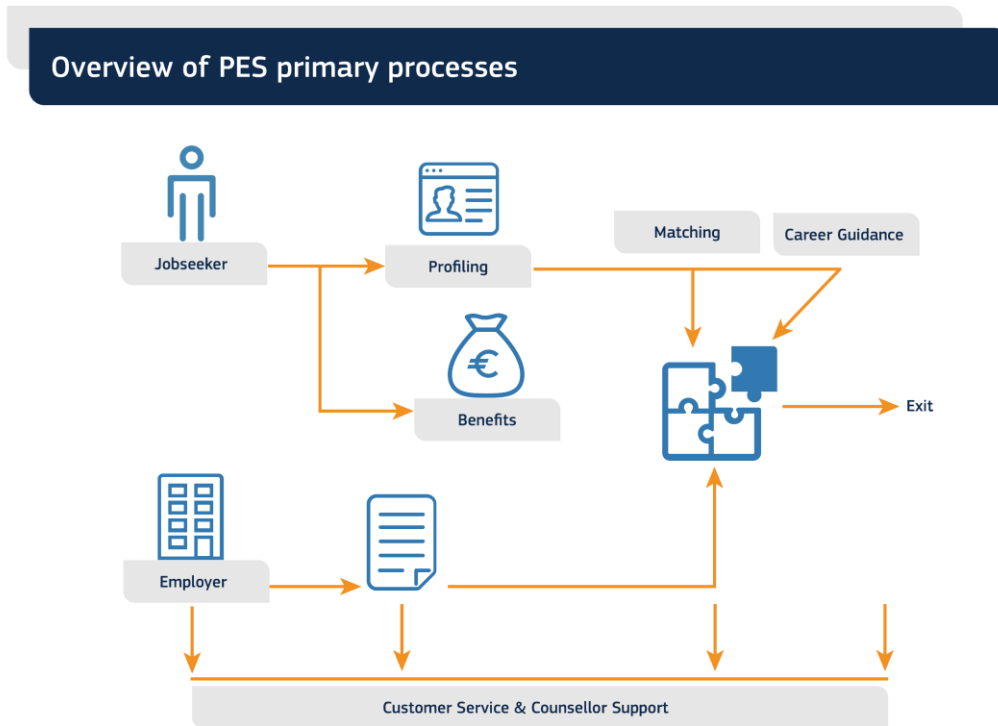 Overview of PES primary processes
Matching
Career Guidance
Jobseeker
Profiling
€
Benefits
Exit
Employer
Customer Service & Counsellor Support